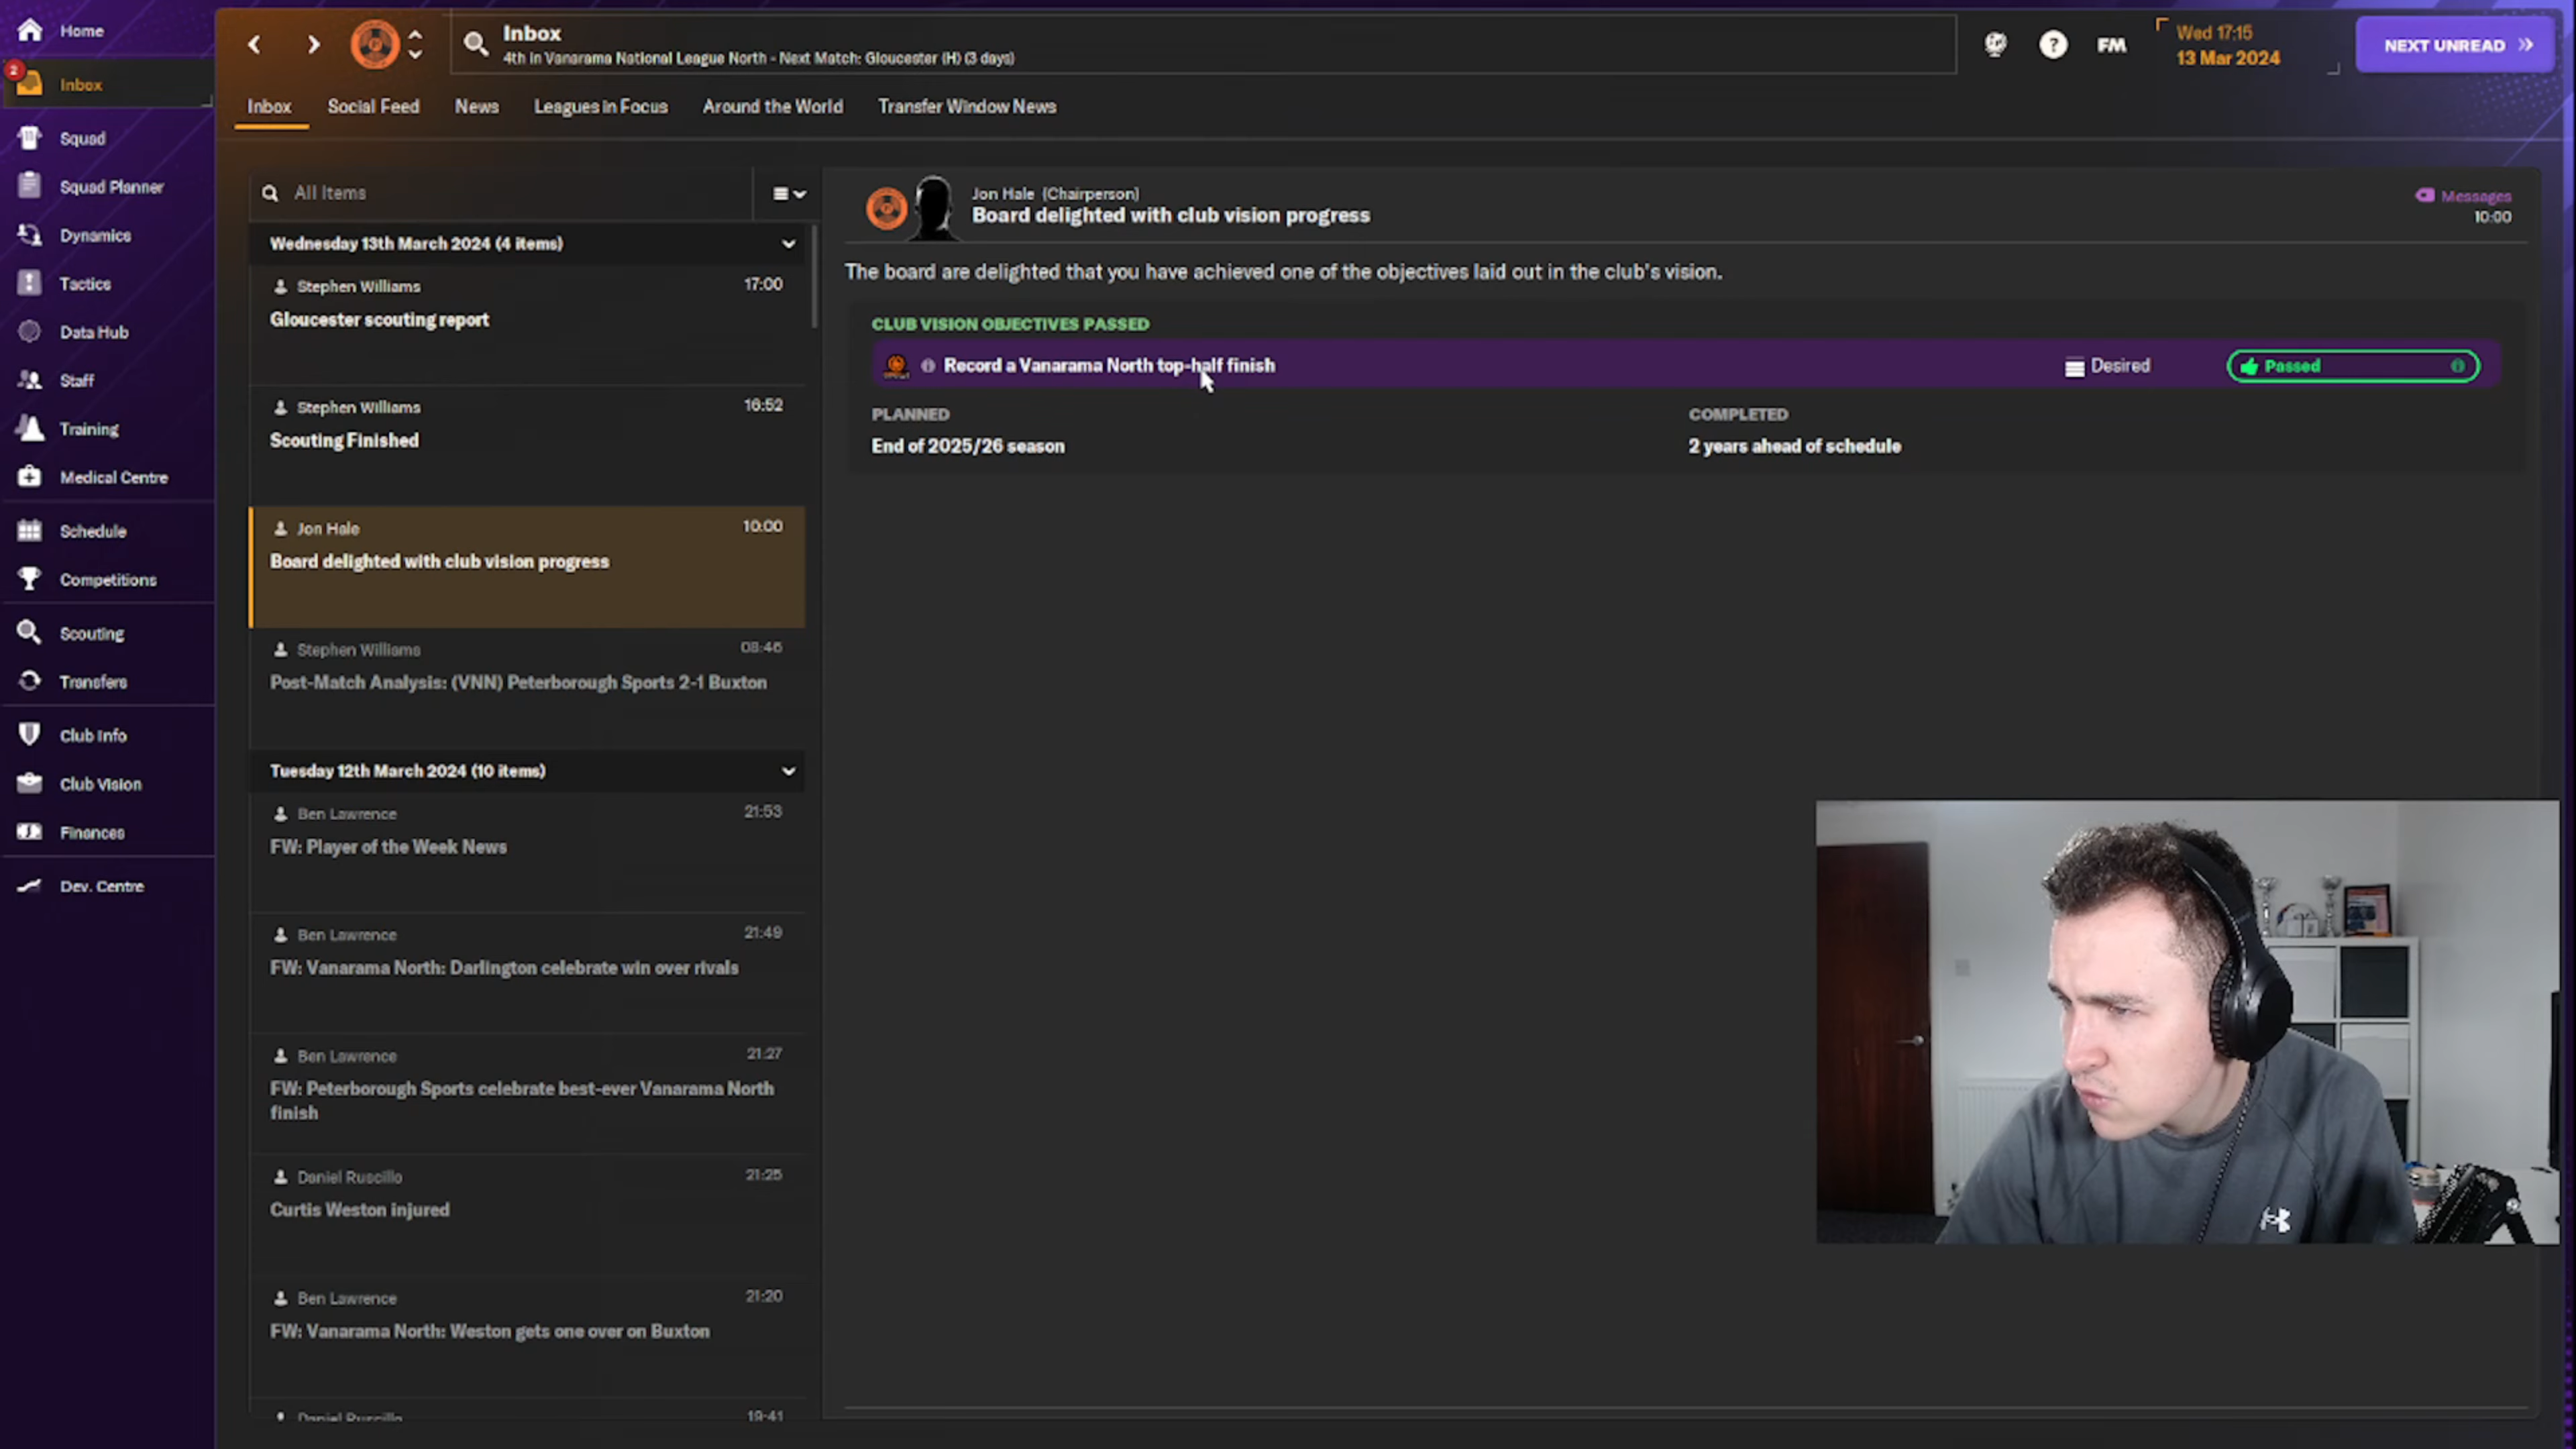 Home
Inbox
2
Squad
Squad Planner
Dynamics
Tactics
Data Hub
Staff
Training
Medical Centre
Schedule
Competitions
Scouting
Transfers
Club Info
Club Vision
Finances
Dev. Centre
Inbox
4th in Vanarama National League North - Next Match: Gloucester (H) (3 days)
FM
Wed 17:15
13 Mar 2024
NEXT UNREAD
Inbox
Social Feed
News
Leagues in Focus
Around the World
Transfer Window News
All Items
Wednesday 13th March 2024 (4 items)
Stephen Williams 17:00
Gloucester scouting report
Stephen Williams 16:52
Scouting Finished
Jon Hale 10:00
Board delighted with club vision progress
Stephen Williams 08:46
Post-Match Analysis: (VNN) Peterborough Sports 2-1 Buxton
Tuesday 12th March 2024 (10 items)
Ben Lawrence 21:53
FW: Player of the Week News
Ben Lawrence 21:49
FW: Vanarama North: Darlington celebrate win over rivals
Ben Lawrence 21:27
FW: Peterborough Sports celebrate best-ever Vanarama North
finish
Daniel Ruscillo 21:25
Curtis Weston injured
Ben Lawrence 21:20
FW: Vanarama North: Weston gets one over on Buxton
Daniel Ruscillo 19:41
Jon Hale (Chairperson)
Board delighted with club vision progress
Messages
10:00
The board are delighted that you have achieved one of the objectives laid out in the club's vision.
CLUB VISION OBJECTIVES PASSED
Record a Vanarama North top-half finish
Desired
Passed
PLANNED
COMPLETED
End of 2025/26 season
2 years ahead of schedule